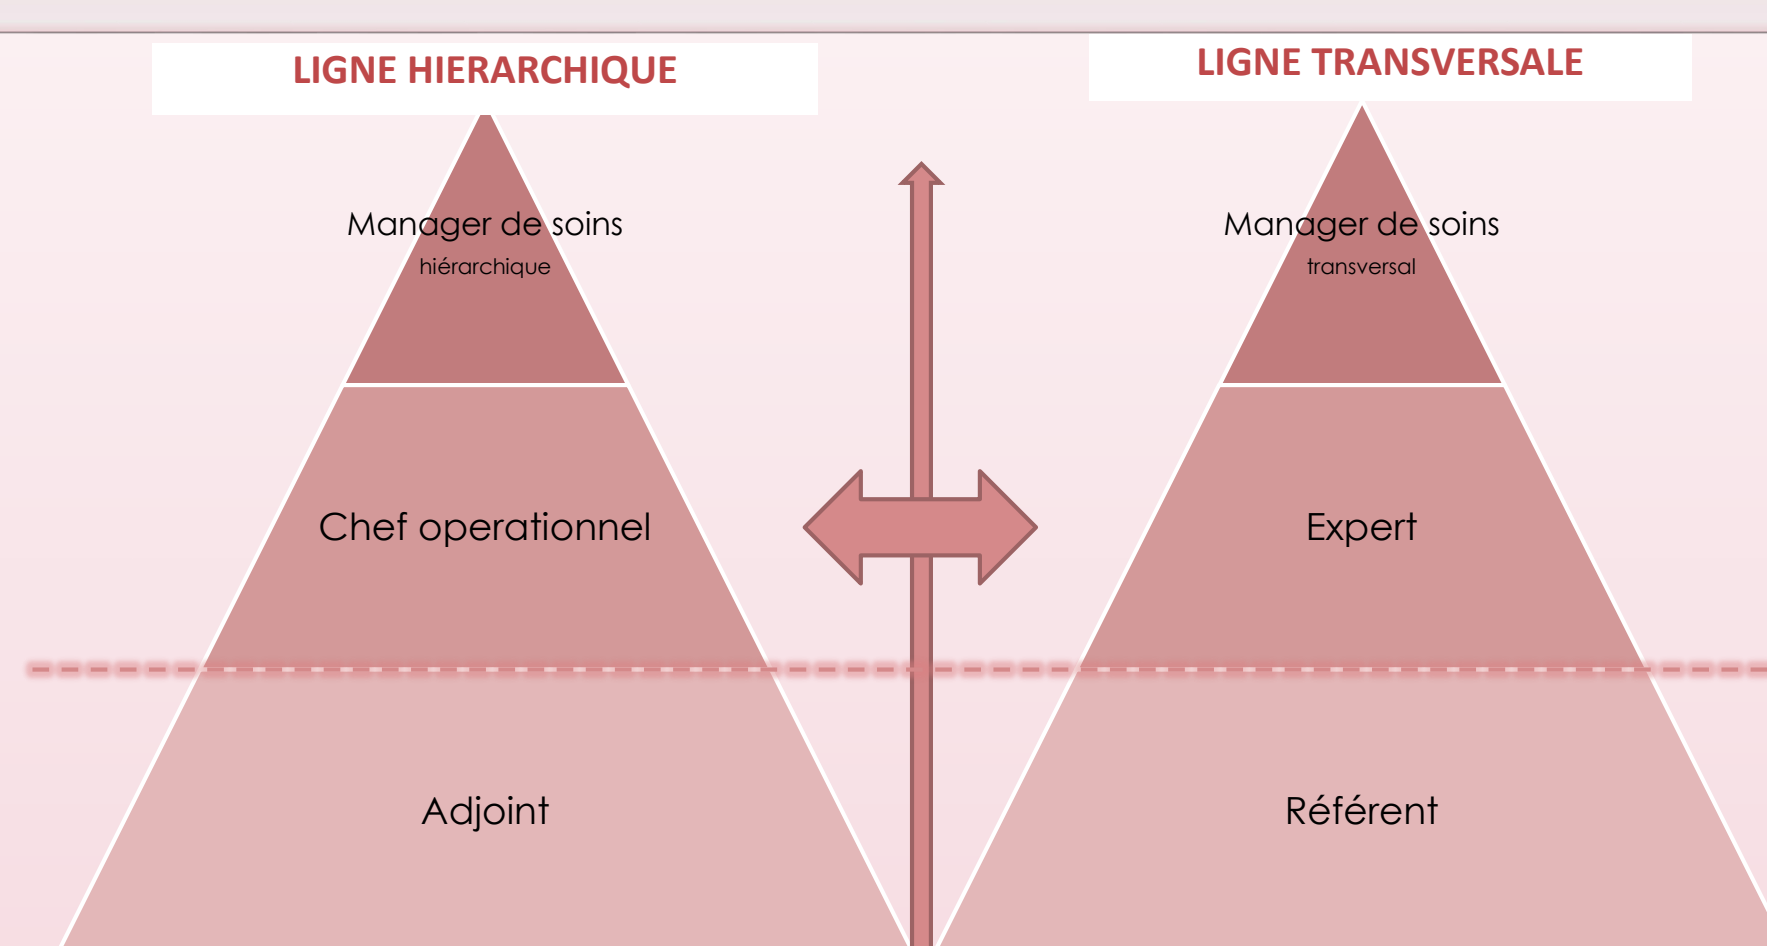 LIGNE HIERARCHIQUE
Manager de soins
hiérarchique
Chef operationnel
Adjoint
LIGNE TRANSVERSALE
Manager de soins
transversal
Expert
Référent